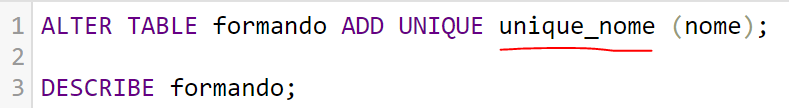 1 ALTER TABLE formando ADD UNIQUE unique_nome (nome);
2
3 DESCRIBE formando;